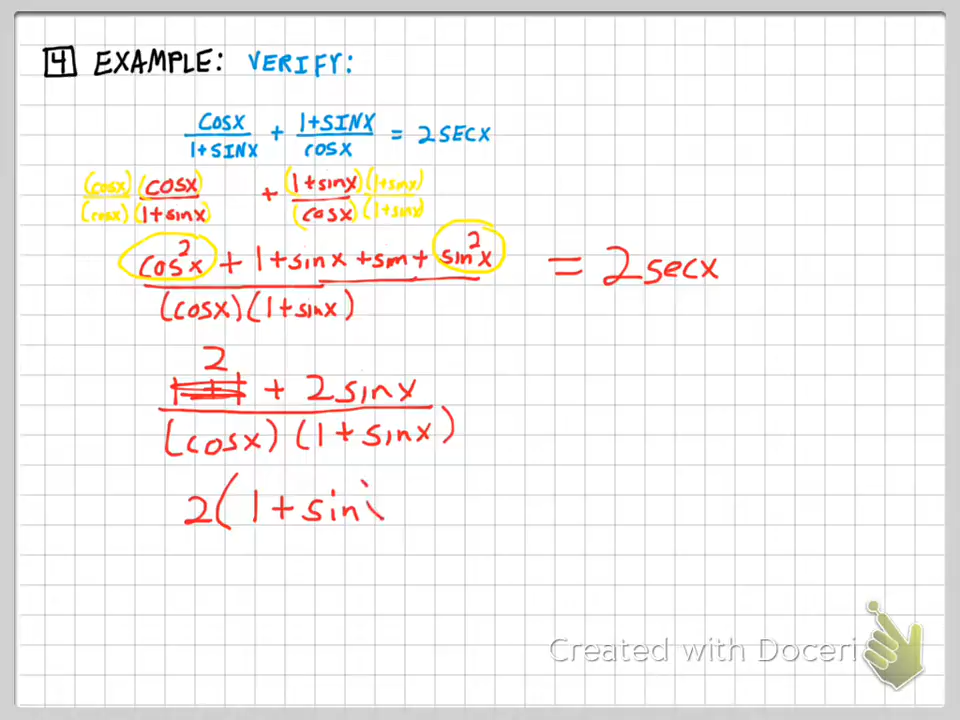 4 EXAMPLE: VERIFY:
cosx/1+SINX + 1+SINX/cosx = 2SECX
(cosx)(cosx)/(cosx)(1+sinx) + (1+sinx)(1+sinx)/(cosx)(1+sinx)
cos²x + 1+sinx +sin+ sin²x/(cosx)(1+sinx) = 2secx
2 + 2sinx/(cosx)(1+sinx)
2(1+sin
Created with Doceri